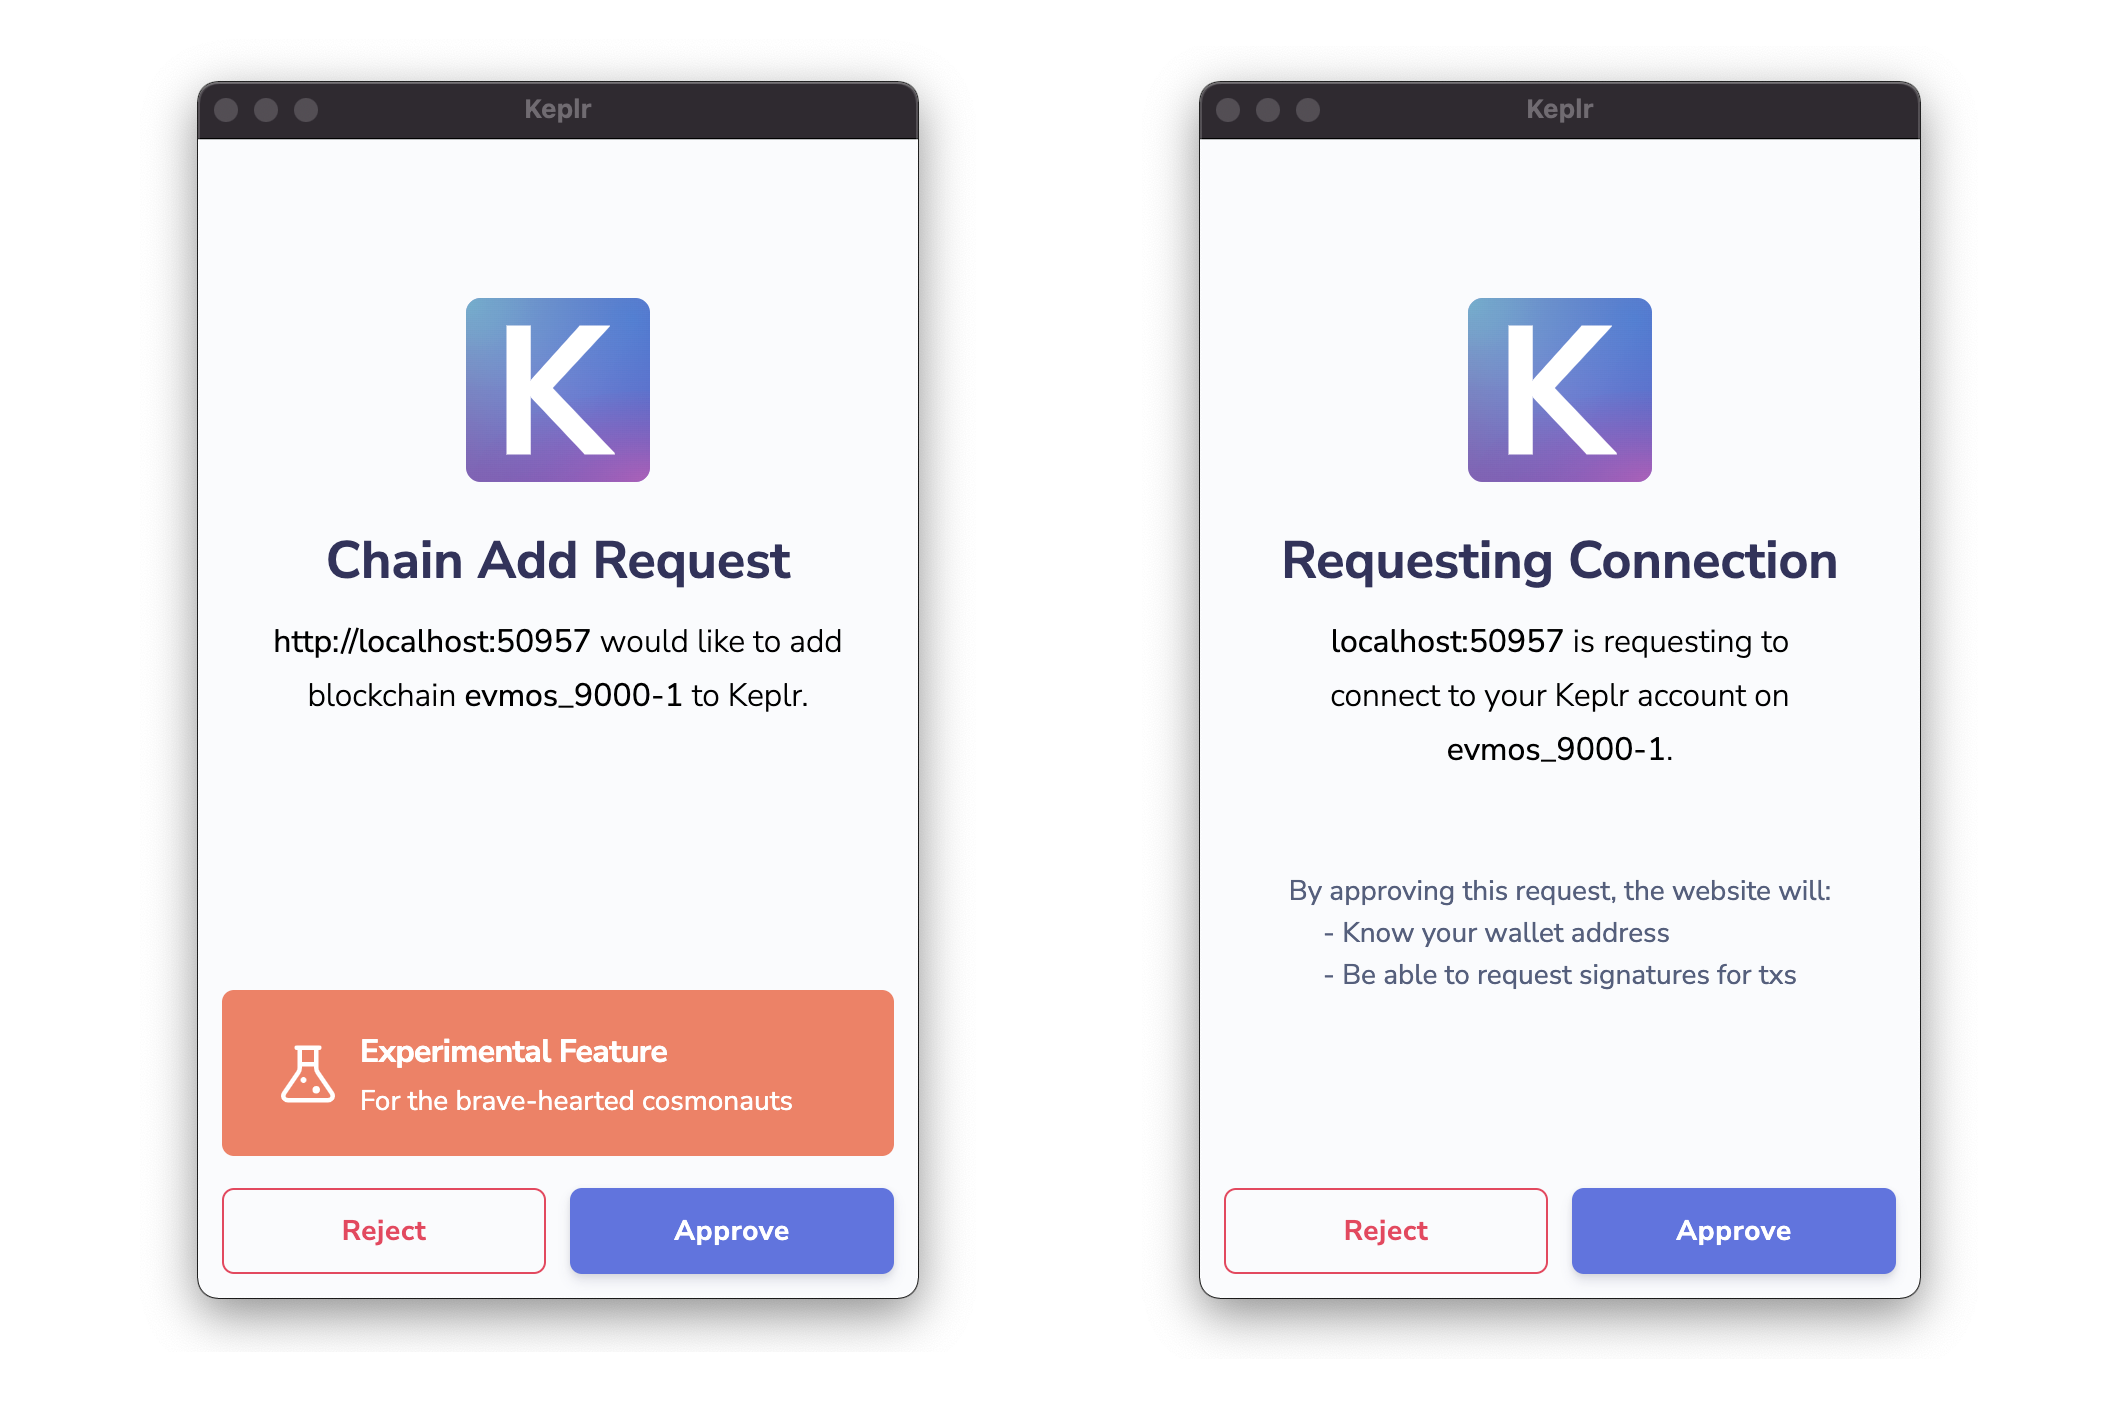 Keplr
K
Chain Add Request
http://localhost:50957 would like to add
blockchain evmos_9000-1 to Keplr.
Experimental Feature
For the brave-hearted cosmonauts
Reject
Approve
Keplr
K
Requesting Connection
localhost:50957 is requesting to
connect to your Keplr account on
evmos_9000-1.
By approving this request, the website will:
- Know your wallet address
- Be able to request signatures for txs
Reject
Approve